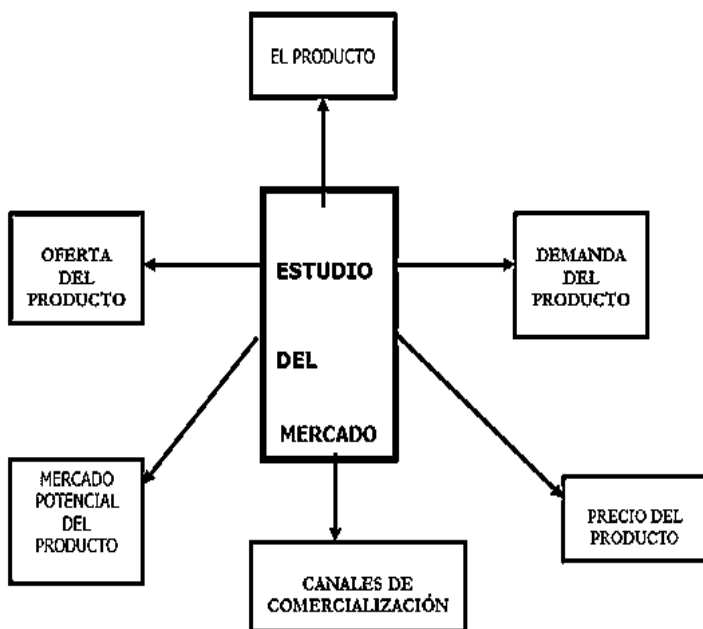 EL PRODUCTO
OFERTA
DEL
PRODUCTO
ESTUDIO
DEL
MERCADO
DEMANDA
DEL
PRODUCTO
MERCADO
POTENCIAL
DEL
PRODUCTO
CANALES DE
COMERCIALIZACIÓN
PRECIO DEL
PRODUCTO